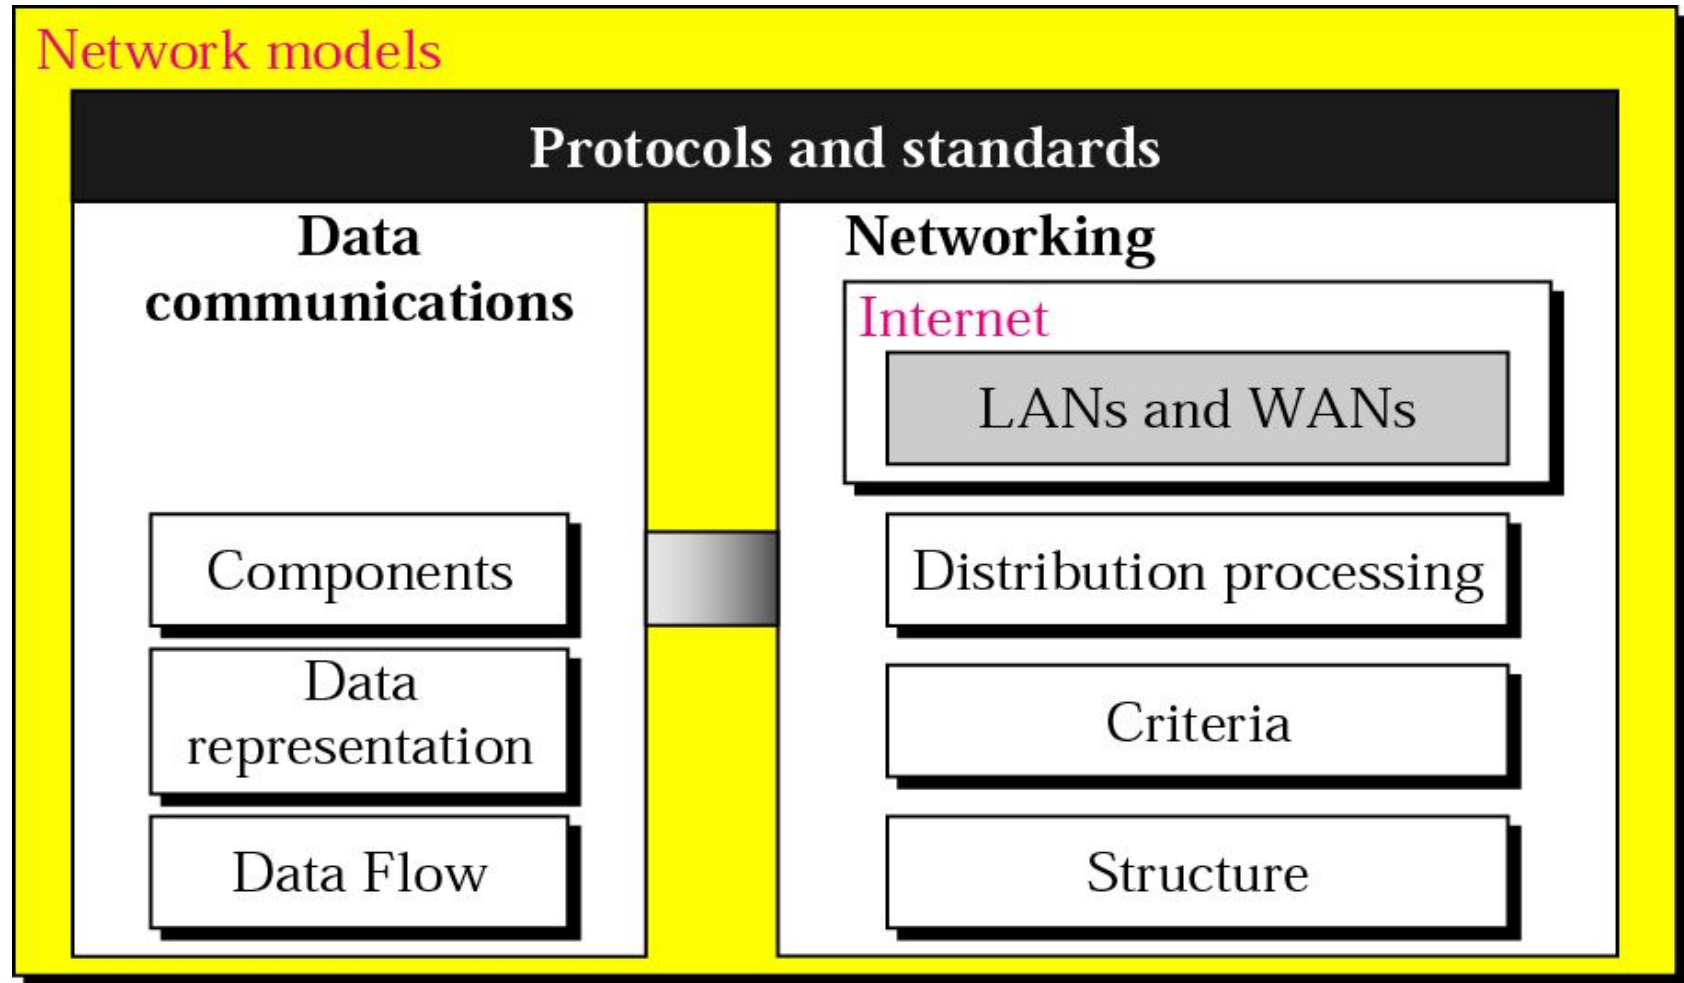 Network models
Protocols and standards
Data
communications
Components
Data
representation
Data Flow
Networking
Internet
LANs and WANs
Distribution processing
Criteria
Structure